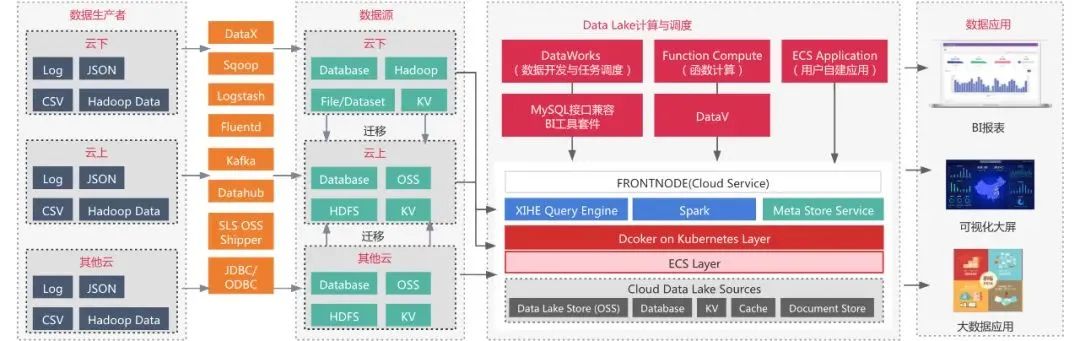 数据生产者
云下
Log
JSON
CSV
Hadoop Data
云上
Log
JSON
CSV
Hadoop Data
其他云
Log
JSON
CSV
Hadoop Data
DataX
Sqoop
Logstash
Fluentd
Kafka
Datahub
SLS OSS
Shipper
JDBC/
ODBC
数据源
云下
Database
Hadoop
File/Dataset
KV
迁移
云上
Database
OSS
HDFS
KV
迁移
其他云
Database
OSS
HDFS
KV
Data Lake计算与调度
DataWorks
（数据开发与任务调度）
Function Compute
（函数计算）
ECS Application
（用户自建应用）
MySQL接口兼容
BI工具套件
DataV
FRONTNODE(Cloud Service)
XIHE Query Engine
Spark
Meta Store Service
Dcoker on Kubernetes Layer
ECS Layer
Cloud Data Lake Sources
Data Lake Store (OSS)
Database
KV
Cache
Document Store
数据应用
BI报表
可视化大屏
大数据应用